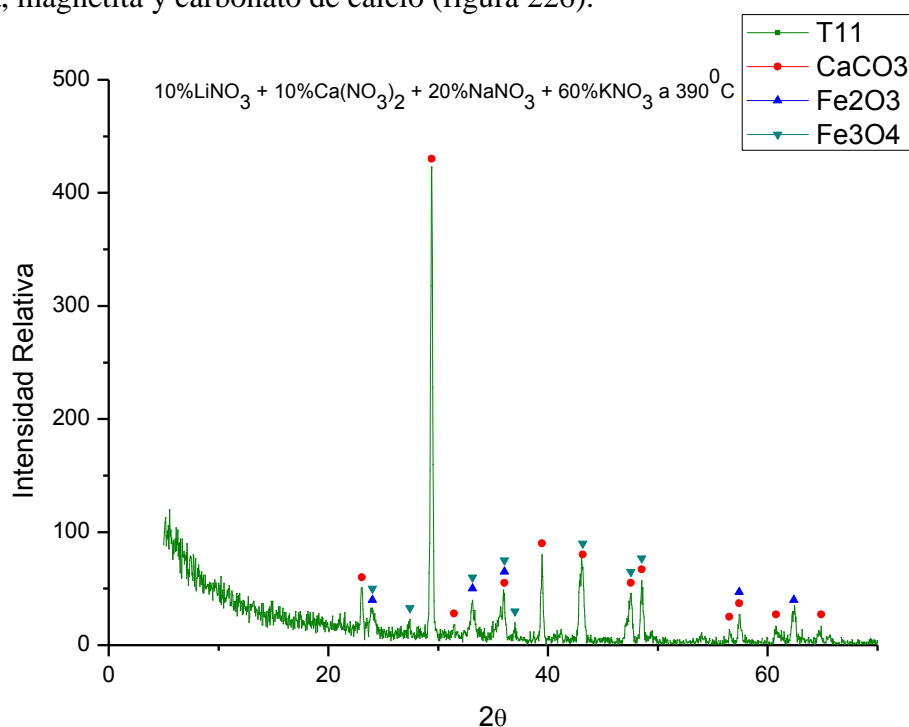 , magnetita y carbonato de calcio (figura 226).
T11
CaCO3
Fe2O3
Fe3O4
10%LiNO3 + 10%Ca(NO3)2 + 20%NaNO3 + 60%KNO3 a 390 0 C
500
400
300
200
100
0
Intensidad Relativa
0 20 40 60
2θ